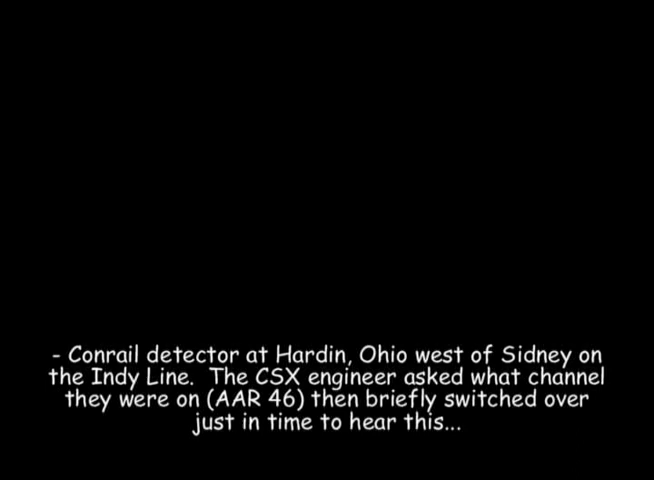 - Conrail detector at Hardin, Ohio west of Sidney on
the Indy Line.  The CSX engineer asked what channel
they were on (AAR 46) then briefly switched over
just in time to hear this...